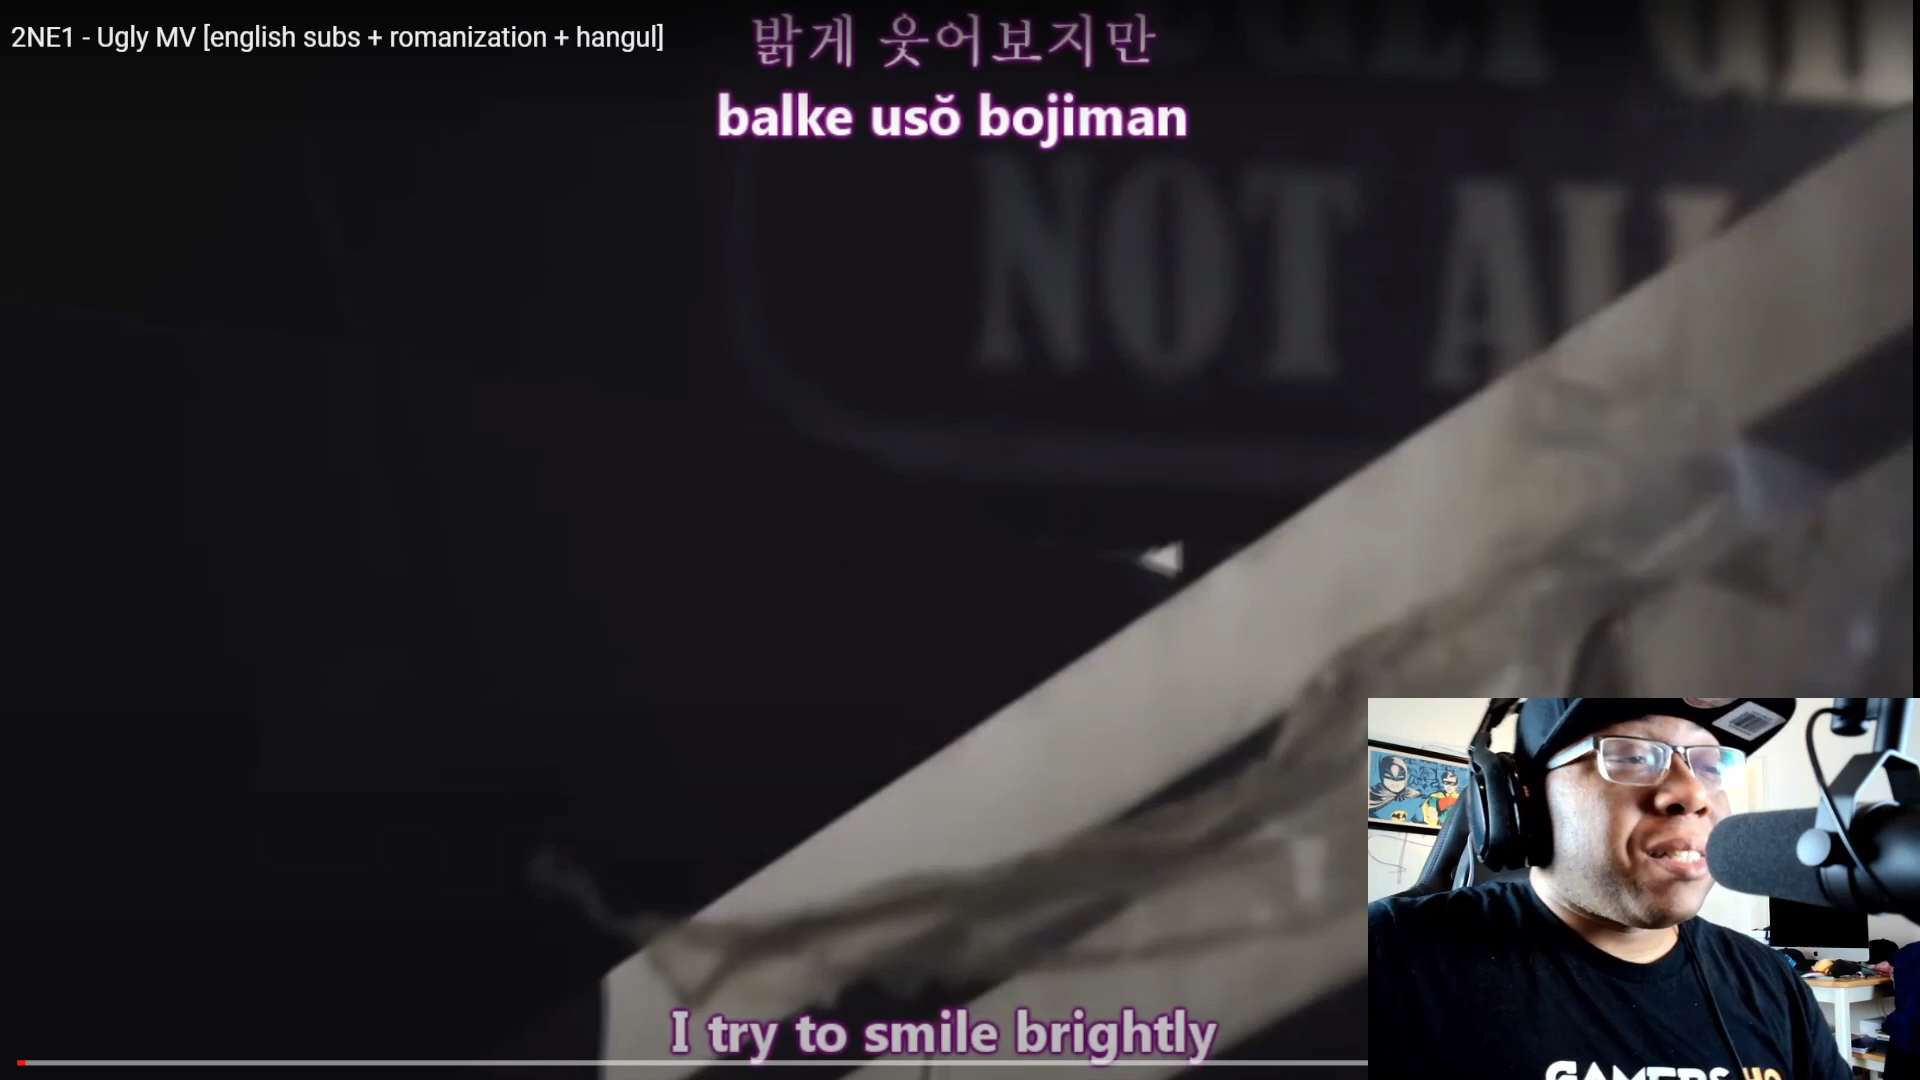 2NE1 - Ugly MV [english subs + romanization + hangul]
밝게 웃어보지만
balke usŏ bojiman
NOT
I try to smile brightly
GAMERS